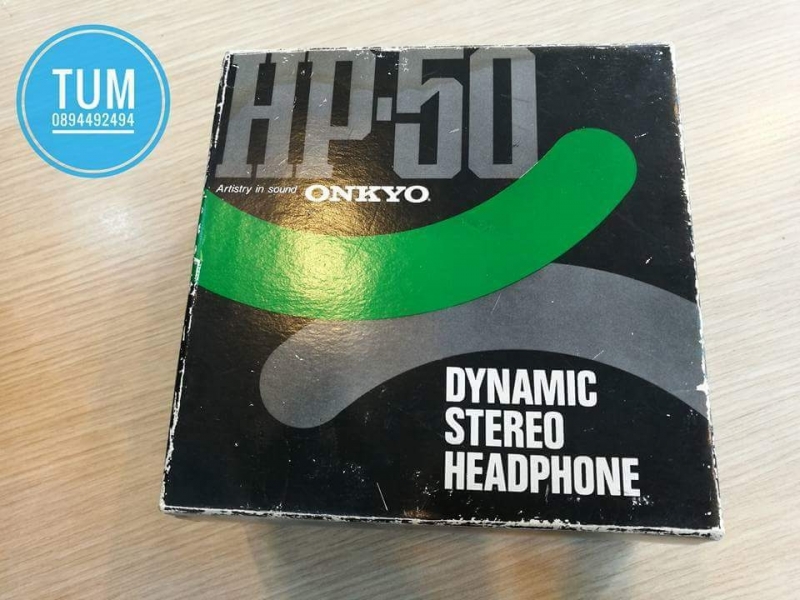 TUM
0894492494
HP-50
Artistry in sound ONKYO
DYNAMIC
STEREO
HEADPHONE